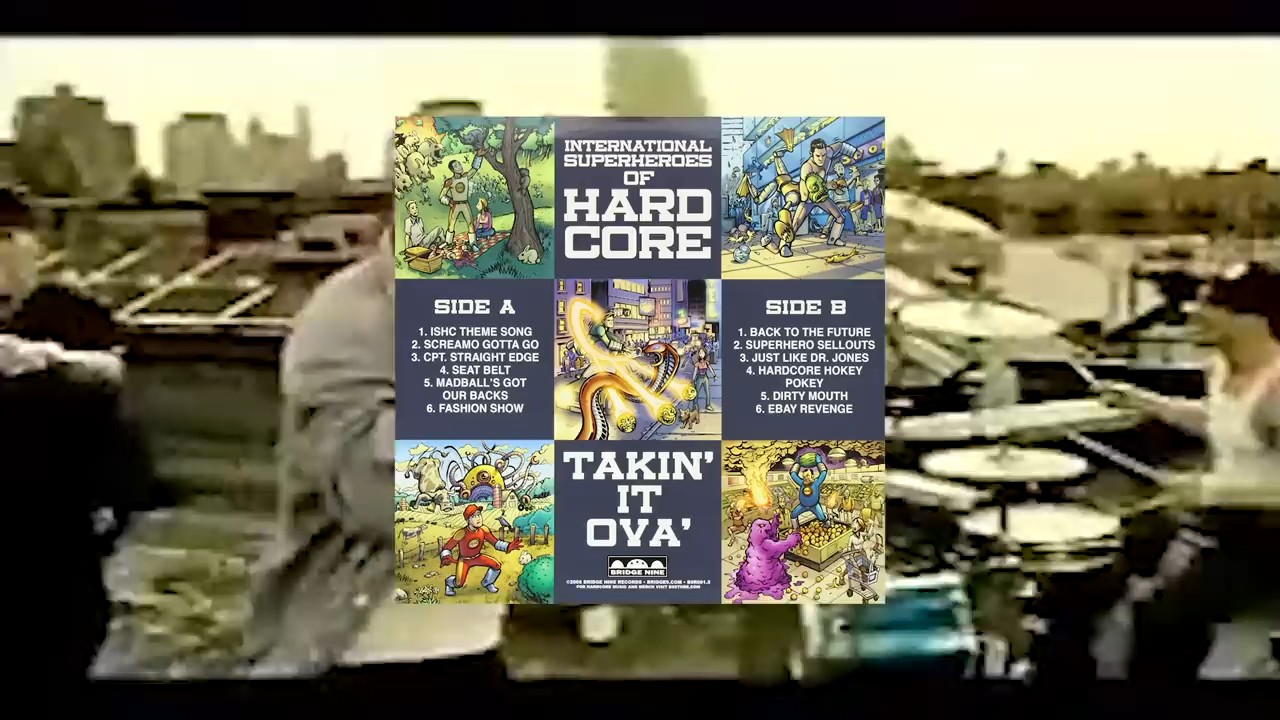 INTERNATIONAL
SUPERHEROES
OF
HARD
CORE
SIDE A
1. ISHC THEME SONG
2. SCREAMO GOTTA GO
3. CPT. STRAIGHT EDGE
4. SEAT BELT
5. MADBALL'S GOT
OUR BACKS
6. FASHION SHOW
SIDE B
1. BACK TO THE FUTURE
2. SUPERHERO SELLOUTS
3. JUST LIKE DR. JONES
4. HARDCORE HOKEY
POKEY
5. DIRTY MOUTH
6. EBAY REVENGE
TAKIN'
IT
OVA'
BRIDGE NINE